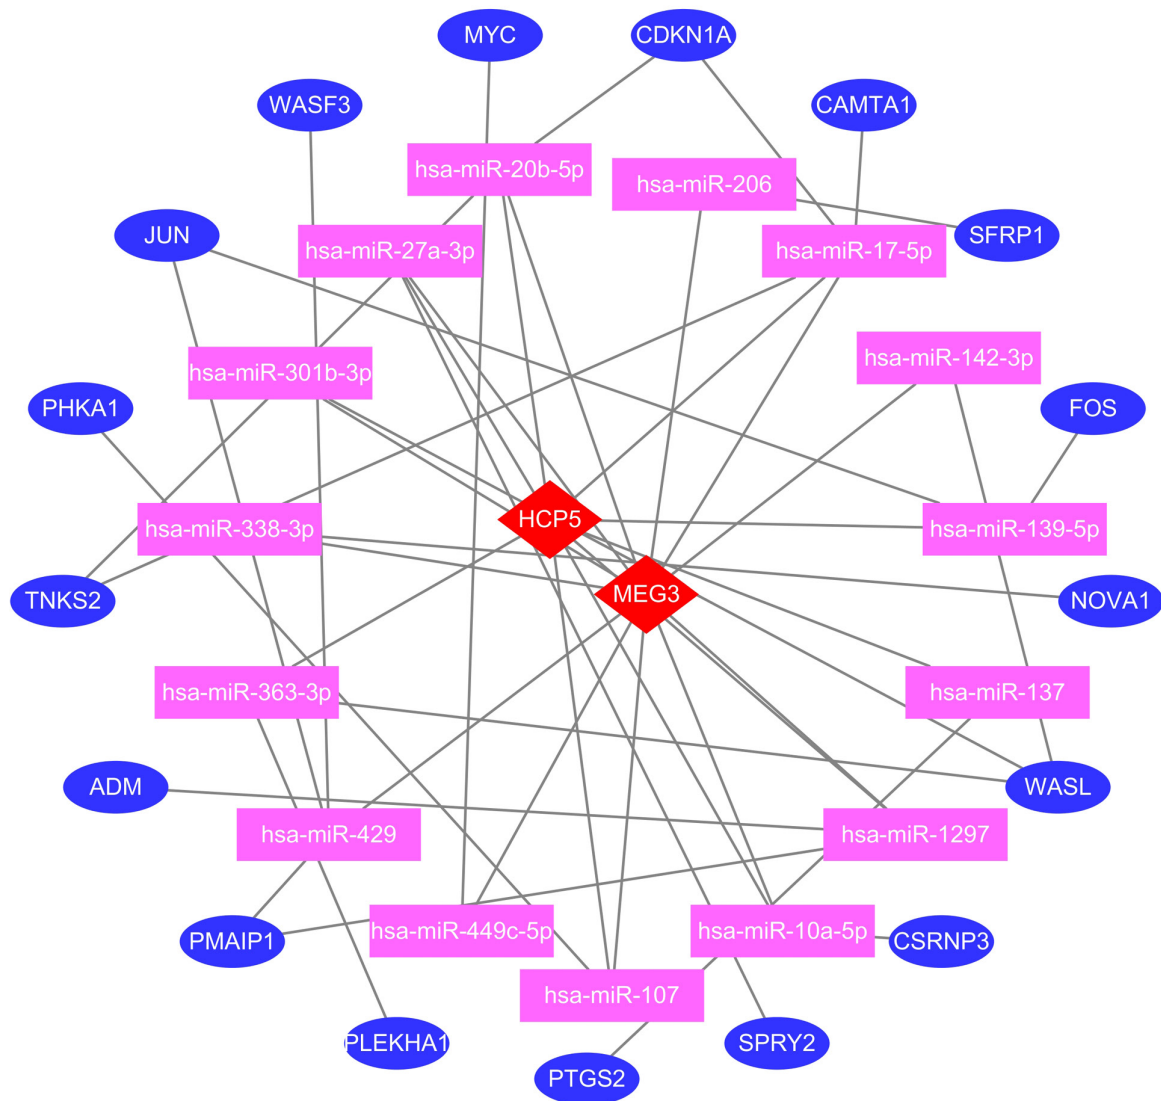 MYC
CDKN1A
WASF3
CAMTA1
hsa-miR-20b-5p
hsa-miR-206
JUN
hsa-miR-27a-3p
hsa-miR-17-5p
SFRP1
hsa-miR-142-3p
hsa-miR-301b-3p
PHKA1
FOS
HCP5
hsa-miR-338-3p
hsa-miR-139-5p
MEG3
TNKS2
NOVA1
hsa-miR-363-3p
hsa-miR-137
ADM
WASL
hsa-miR-429
hsa-miR-1297
PMAIP1
hsa-miR-449c-5p
hsa-miR-10a-5p
CSRNP3
hsa-miR-107
PLEKHA1
SPRY2
PTGS2